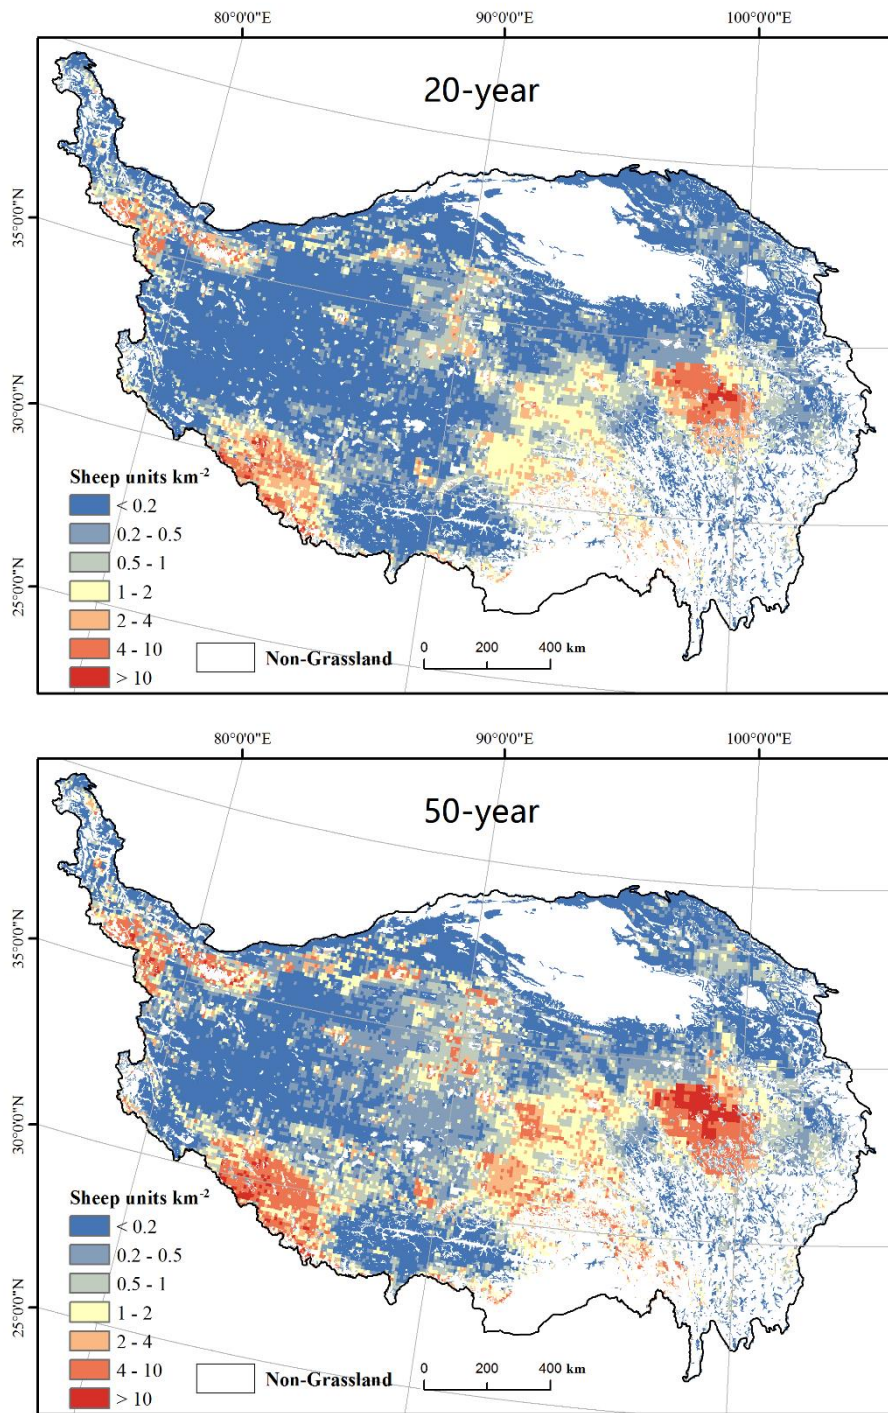 80°0'0"E 90°0'0"E 100°0'0"E
20-year
35°0'0"N
30°0'0"N
25°0'0"N
Sheep units km⁻²
< 0.2
0.2 - 0.5
0.5 - 1
1 - 2
2 - 4
4 - 10
> 10
Non-Grassland
0 200 400 km
80°0'0"E 90°0'0"E 100°0'0"E
50-year
35°0'0"N
30°0'0"N
25°0'0"N
Sheep units km⁻²
< 0.2
0.2 - 0.5
0.5 - 1
1 - 2
2 - 4
4 - 10
> 10
Non-Grassland
0 200 400 km